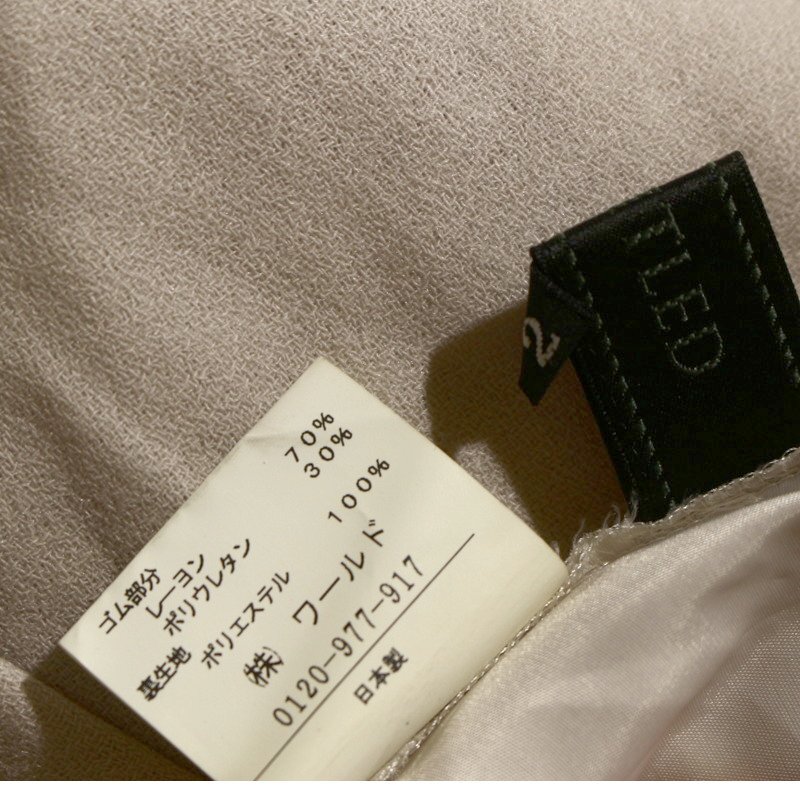 ゴム部分
レーヨン 70%
ポリウレタン 30%
裏生地
ポリエステル 100%
(株) ワールド
0120-977-917
日本製
TLED
2